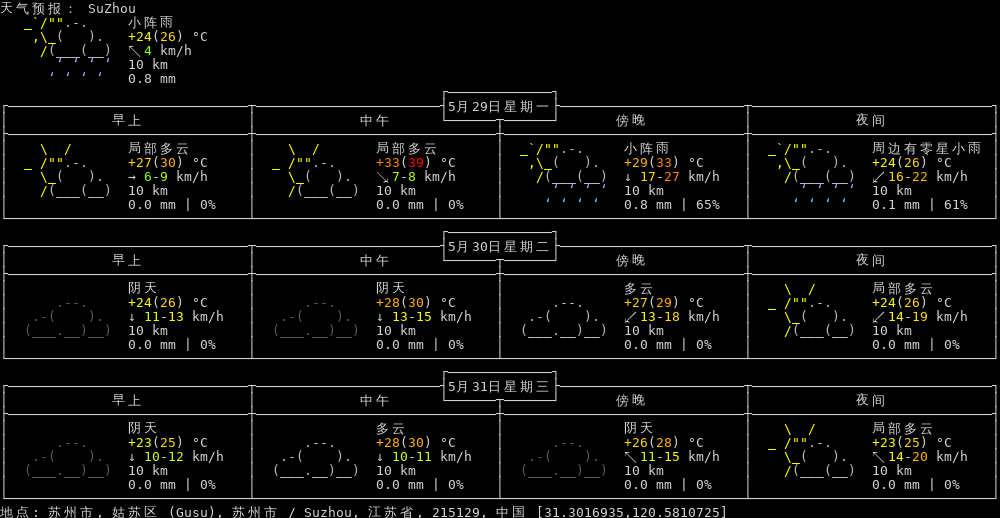 天气预报: SuZhou
小阵雨
+24(26) °C
↖ 4 km/h
10 km
0.8 mm
5月29日星期一
早上 中午 傍晚 夜间
局部多云 局部多云 小阵雨 周边有零星小雨
+27(30) °C +33(39) °C +29(33) °C +24(26) °C
→ 6-9 km/h ↘ 7-8 km/h ↓ 17-27 km/h ↙ 16-22 km/h
10 km 10 km 10 km 10 km
0.0 mm | 0% 0.0 mm | 0% 0.8 mm | 65% 0.1 mm | 61%
5月30日星期二
早上 中午 傍晚 夜间
阴天 阴天 多云 局部多云
+24(26) °C +28(30) °C +27(29) °C +24(26) °C
↓ 11-13 km/h ↓ 13-15 km/h ↙ 13-18 km/h ↙ 14-19 km/h
10 km 10 km 10 km 10 km
0.0 mm | 0% 0.0 mm | 0% 0.0 mm | 0% 0.0 mm | 0%
5月31日星期三
早上 中午 傍晚 夜间
阴天 多云 阴天 局部多云
+23(25) °C +28(30) °C +26(28) °C +23(25) °C
↓ 10-12 km/h ↓ 10-11 km/h ↖ 11-15 km/h ↖ 14-20 km/h
10 km 10 km 10 km 10 km
0.0 mm | 0% 0.0 mm | 0% 0.0 mm | 0% 0.0 mm | 0%
地点: 苏州市, 姑苏区 (Gusu), 苏州市 / Suzhou, 江苏省, 215129, 中国 [31.3016935,120.5810725]